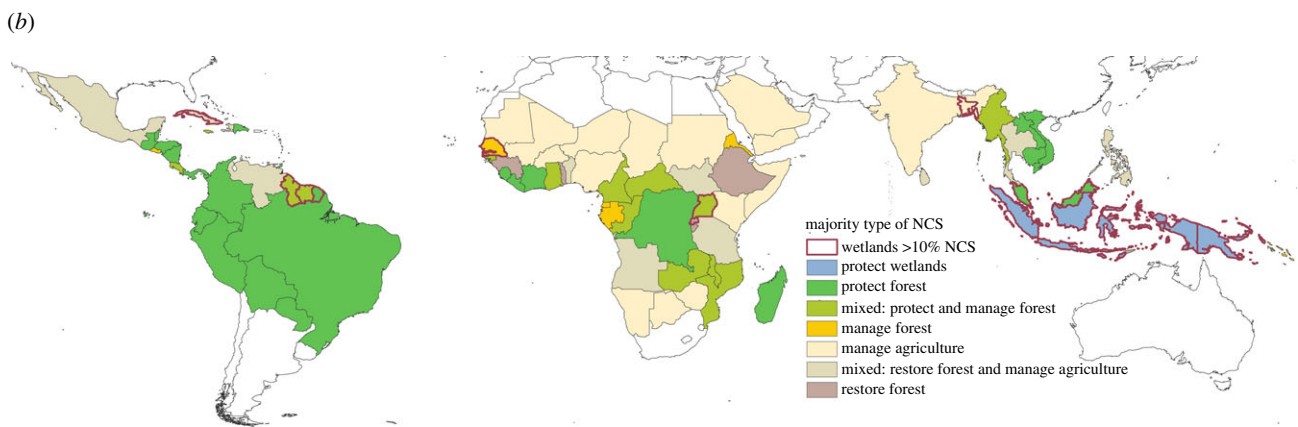 (b)
majority type of NCS
wetlands >10% NCS
protect wetlands
protect forest
mixed: protect and manage forest
manage forest
manage agriculture
mixed: restore forest and manage agriculture
restore forest